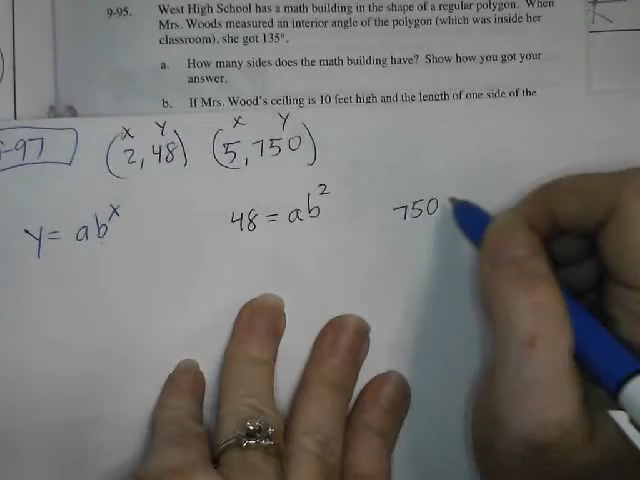 9-95. West High School has a math building in the shape of a regular polygon. When
Mrs. Woods measured an interior angle of the polygon (which was inside her
classroom), she got 135°.
a. How many sides does the math building have? Show how you got your
answer.
b. If Mrs. Wood's ceiling is 10 feet high and the length of one side of the
x y x y
-97 (2, 48) (5, 750)
y = ab^x 48 = ab^2 750